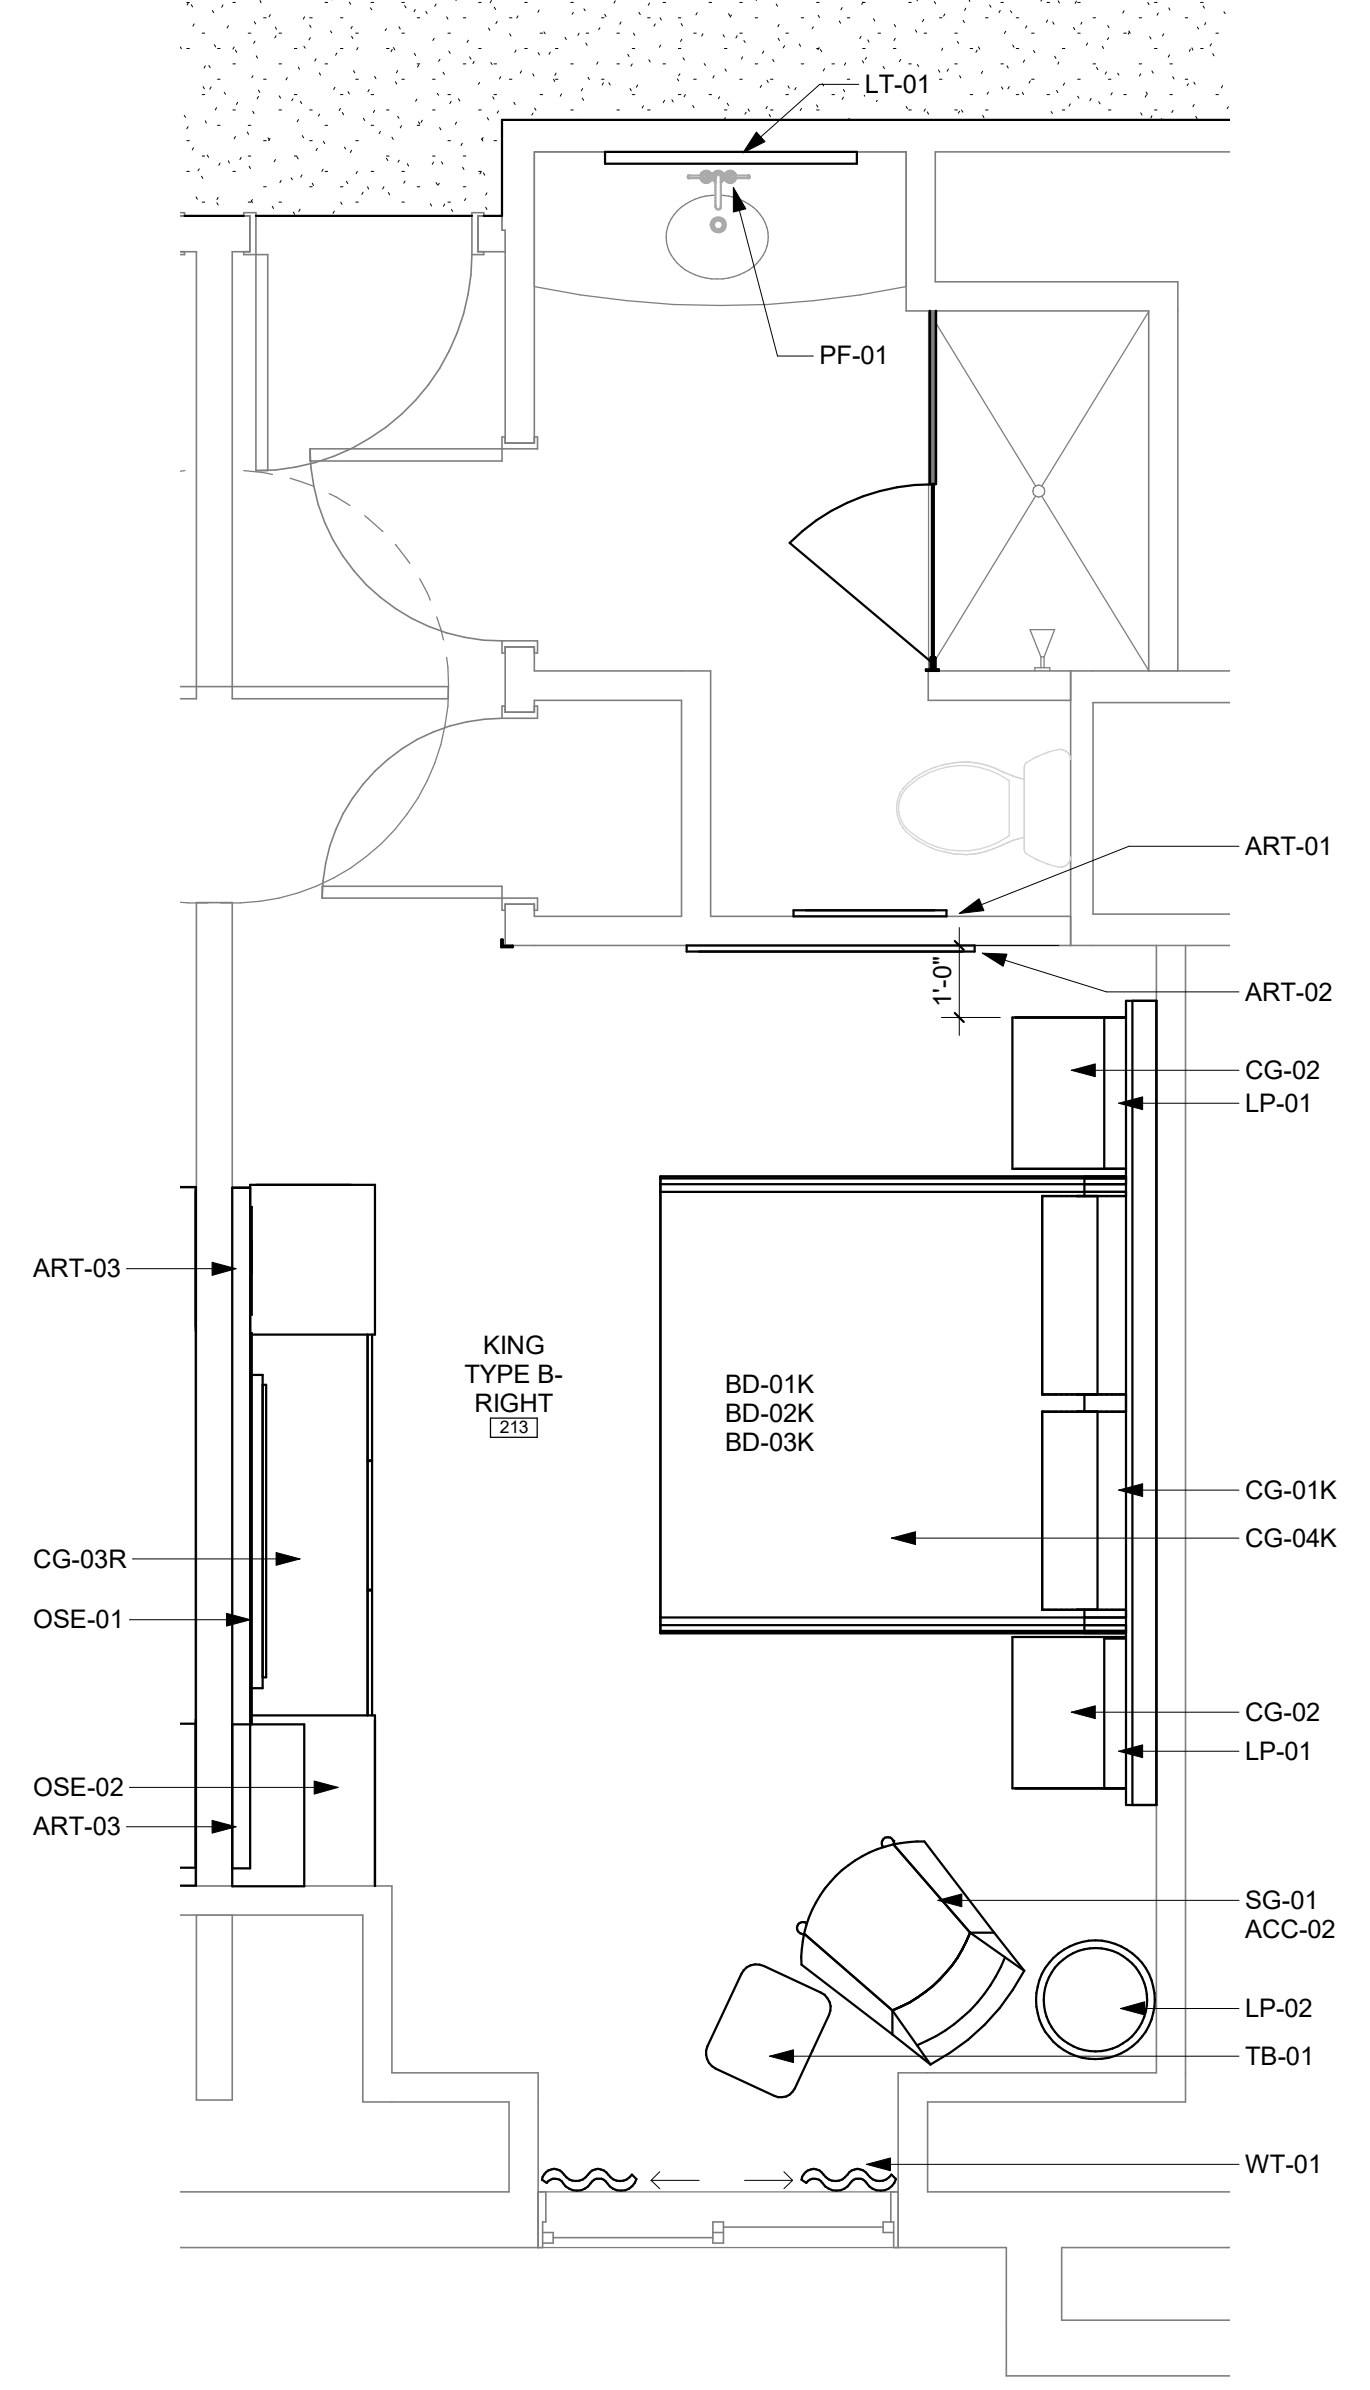 LT-01
PF-01
ART-01
1'-0"
ART-02
CG-02
LP-01
ART-03
KING
TYPE B-
RIGHT
213
BD-01K
BD-02K
BD-03K
CG-01K
CG-04K
CG-03R
OSE-01
CG-02
LP-01
OSE-02
ART-03
SG-01
ACC-02
LP-02
TB-01
WT-01